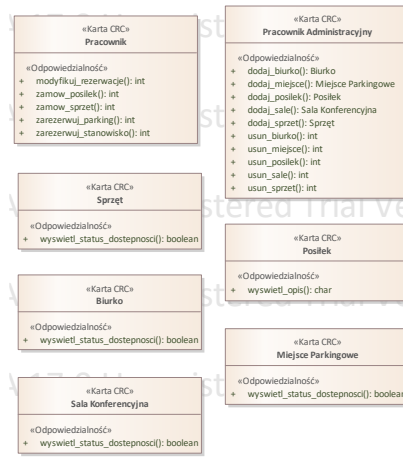 «Karta CRC»
Pracownik
«Odpowiedzialność»
+ modyfikuj_rezerwacje(): int
+ zamow_posilek(): int
+ zamow_sprzet(): int
+ zarezerwuj_parking(): int
+ zarezerwuj_stanowisko(): int
«Karta CRC»
Pracownik Administracyjny
«Odpowiedzialność»
+ dodaj_biurko(): Biurko
+ dodaj_miejsce(): Miejsce Parkingowe
+ dodaj_posilek(): Posiłek
+ dodaj_sale(): Sala Konferencyjna
+ dodaj_sprzet(): Sprzęt
+ usun_biurko(): int
+ usun_miejsce(): int
+ usun_posilek(): int
+ usun_sale(): int
+ usun_sprzet(): int
«Karta CRC»
Sprzęt
«Odpowiedzialność»
+ wyswietl_status_dostepnosci(): boolean
«Karta CRC»
Posiłek
«Odpowiedzialność»
+ wyswietl_opis(): char
«Karta CRC»
Biurko
«Odpowiedzialność»
+ wyswietl_status_dostepnosci(): boolean
«Karta CRC»
Miejsce Parkingowe
«Odpowiedzialność»
+ wyswietl_status_dostepnosci(): boolean
«Karta CRC»
Sala Konferencyjna
«Odpowiedzialność»
+ wyswietl_status_dostepnosci(): boolean